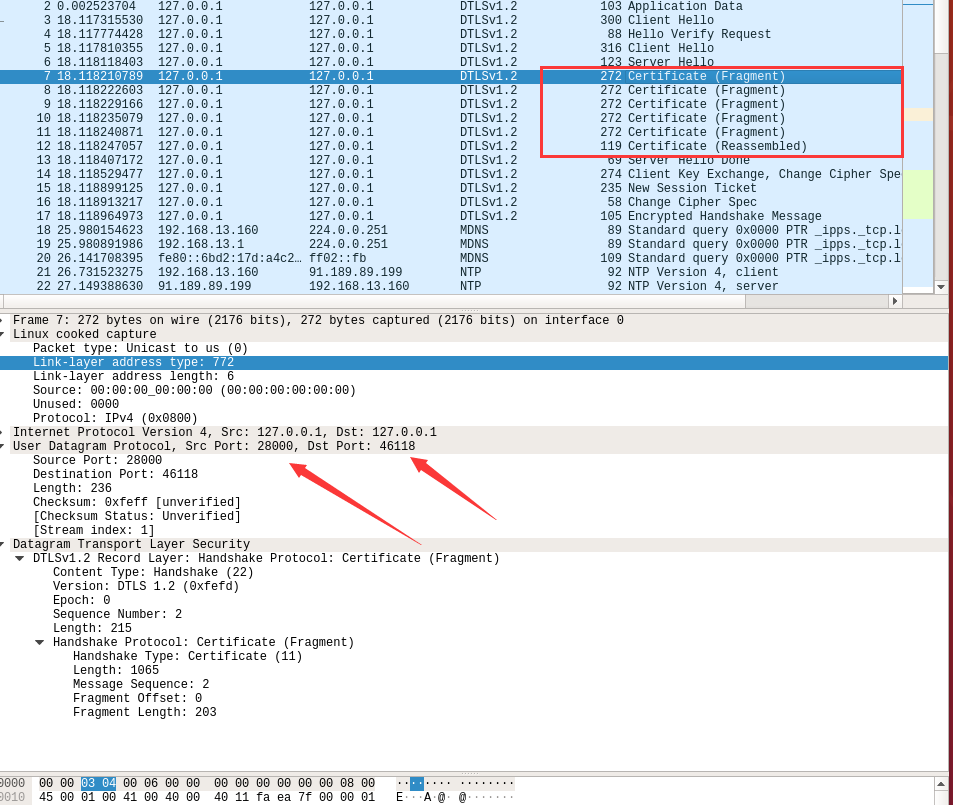 2 0.002523704 127.0.0.1 127.0.0.1 DTLSv1.2 103 Application Data
3 18.117315530 127.0.0.1 127.0.0.1 DTLSv1.2 300 Client Hello
4 18.117774428 127.0.0.1 127.0.0.1 DTLSv1.2 88 Hello Verify Request
5 18.117810355 127.0.0.1 127.0.0.1 DTLSv1.2 316 Client Hello
6 18.118118403 127.0.0.1 127.0.0.1 DTLSv1.2 123 Server Hello
7 18.118210789 127.0.0.1 127.0.0.1 DTLSv1.2 272 Certificate (Fragment)
8 18.118222603 127.0.0.1 127.0.0.1 DTLSv1.2 272 Certificate (Fragment)
9 18.118229166 127.0.0.1 127.0.0.1 DTLSv1.2 272 Certificate (Fragment)
10 18.118235079 127.0.0.1 127.0.0.1 DTLSv1.2 272 Certificate (Fragment)
11 18.118240871 127.0.0.1 127.0.0.1 DTLSv1.2 272 Certificate (Fragment)
12 18.118247057 127.0.0.1 127.0.0.1 DTLSv1.2 119 Certificate (Reassembled)
13 18.118407172 127.0.0.1 127.0.0.1 DTLSv1.2 69 Server Hello Done
14 18.118529477 127.0.0.1 127.0.0.1 DTLSv1.2 274 Client Key Exchange, Change Cipher Spe
15 18.118899125 127.0.0.1 127.0.0.1 DTLSv1.2 235 New Session Ticket
16 18.118913217 127.0.0.1 127.0.0.1 DTLSv1.2 58 Change Cipher Spec
17 18.118964973 127.0.0.1 127.0.0.1 DTLSv1.2 105 Encrypted Handshake Message
18 25.980154623 192.168.13.160 224.0.0.251 MDNS 89 Standard query 0x0000 PTR _ipps._tcp.l
19 25.980891986 192.168.13.1 224.0.0.251 MDNS 89 Standard query 0x0000 PTR _ipps._tcp.l
20 26.141708395 fe80::6bd2:17d:a4c2… ff02::fb MDNS 109 Standard query 0x0000 PTR _ipps._tcp.l
21 26.731523275 192.168.13.160 91.189.89.199 NTP 92 NTP Version 4, client
22 27.149388630 91.189.89.199 192.168.13.160 NTP 92 NTP Version 4, server
Frame 7: 272 bytes on wire (2176 bits), 272 bytes captured (2176 bits) on interface 0
Linux cooked capture
Packet type: Unicast to us (0)
Link-layer address type: 772
Link-layer address length: 6
Source: 00:00:00_00:00:00 (00:00:00:00:00:00)
Unused: 0000
Protocol: IPv4 (0x0800)
Internet Protocol Version 4, Src: 127.0.0.1, Dst: 127.0.0.1
User Datagram Protocol, Src Port: 28000, Dst Port: 46118
Source Port: 28000
Destination Port: 46118
Length: 236
Checksum: 0xfeff [unverified]
[Checksum Status: Unverified]
[Stream index: 1]
Datagram Transport Layer Security
DTLSv1.2 Record Layer: Handshake Protocol: Certificate (Fragment)
Content Type: Handshake (22)
Version: DTLS 1.2 (0xfefd)
Epoch: 0
Sequence Number: 2
Length: 215
Handshake Protocol: Certificate (Fragment)
Handshake Type: Certificate (11)
Length: 1065
Message Sequence: 2
Fragment Offset: 0
Fragment Length: 203
0000 00 00 03 04 00 06 00 00 00 00 00 00 00 00 08 00 ········ ········
0010 45 00 01 00 41 00 40 00 40 11 fa ea 7f 00 00 01 E···A·@· @·······